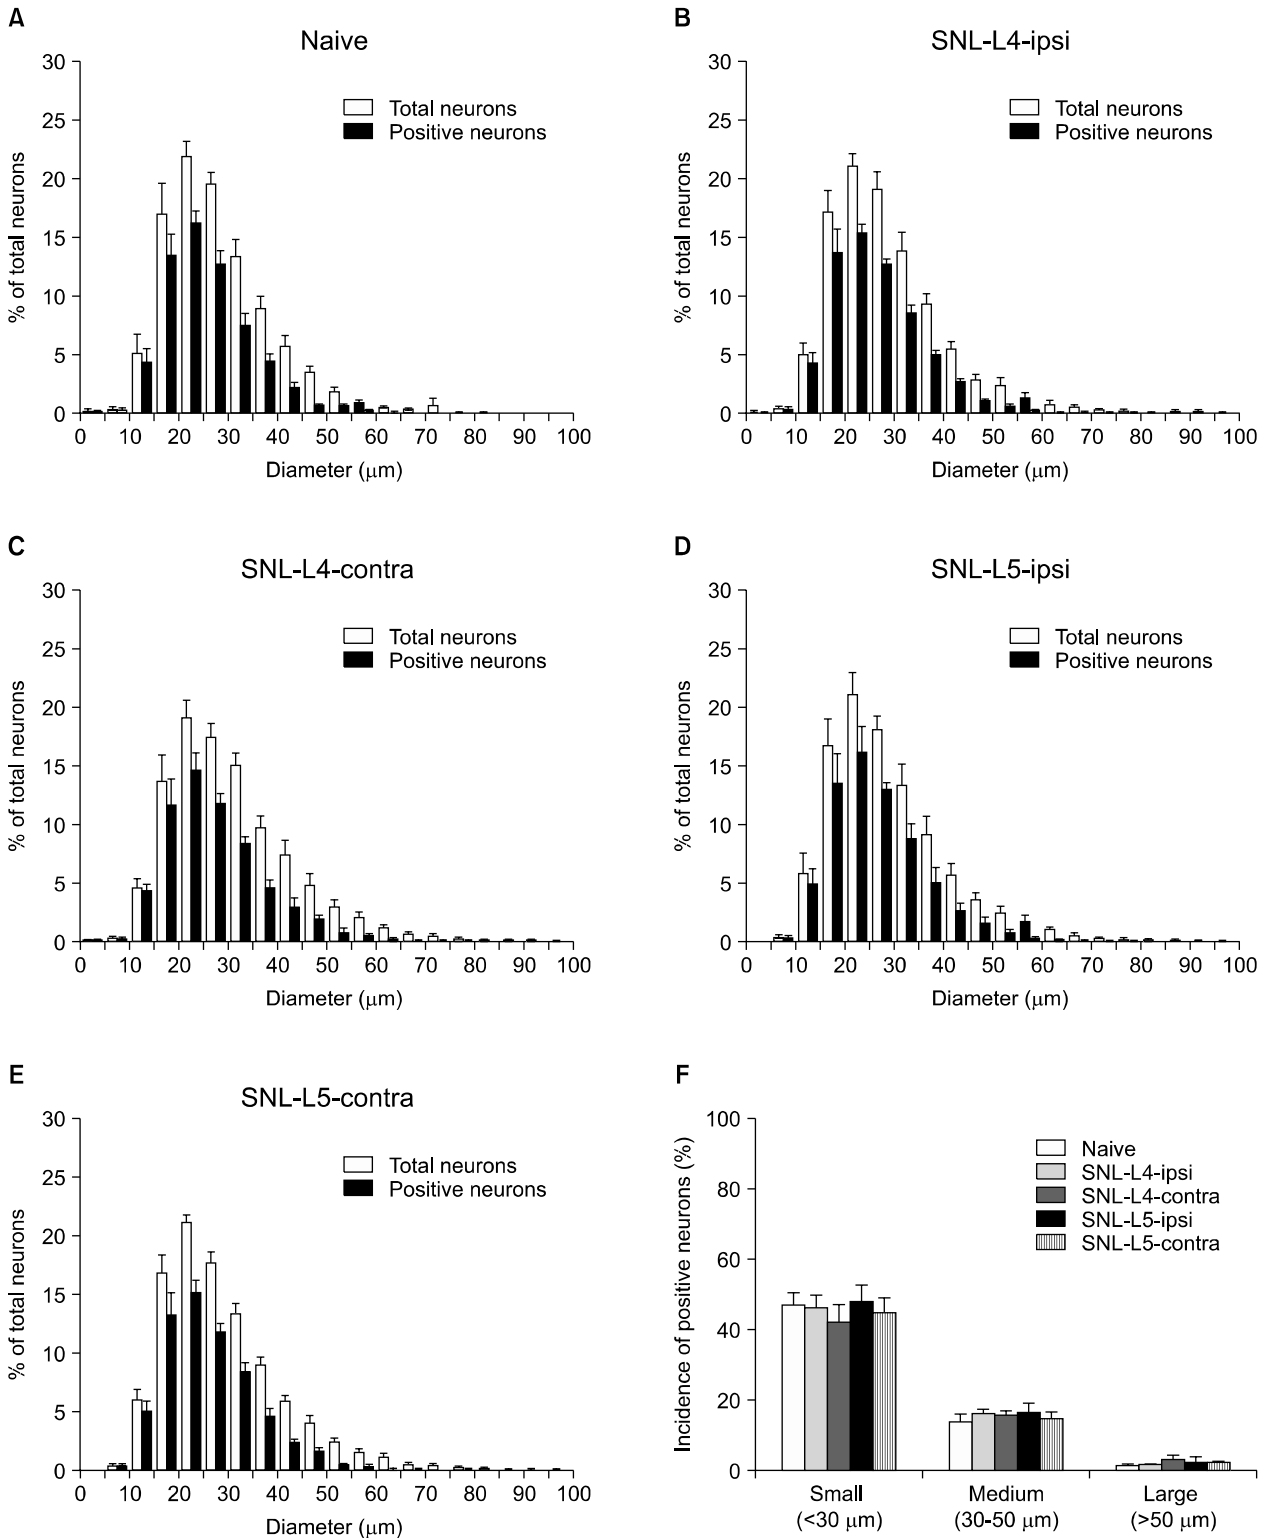 A
Naive
30
25
20
15
10
5
0
% of total neurons
Total neurons
Positive neurons
0 10 20 30 40 50 60 70 80 90 100
Diameter (μm)
B
SNL-L4-ipsi
30
25
20
15
10
5
0
% of total neurons
Total neurons
Positive neurons
0 10 20 30 40 50 60 70 80 90 100
Diameter (μm)
C
SNL-L4-contra
30
25
20
15
10
5
0
% of total neurons
Total neurons
Positive neurons
0 10 20 30 40 50 60 70 80 90 100
Diameter (μm)
D
SNL-L5-ipsi
30
25
20
15
10
5
0
% of total neurons
Total neurons
Positive neurons
0 10 20 30 40 50 60 70 80 90 100
Diameter (μm)
E
SNL-L5-contra
30
25
20
15
10
5
0
% of total neurons
Total neurons
Positive neurons
0 10 20 30 40 50 60 70 80 90 100
Diameter (μm)
F
100
80
60
40
20
0
Incidence of positive neurons (%)
Naive
SNL-L4-ipsi
SNL-L4-contra
SNL-L5-ipsi
SNL-L5-contra
Small Medium Large
(<30 μm) (30-50 μm) (>50 μm)